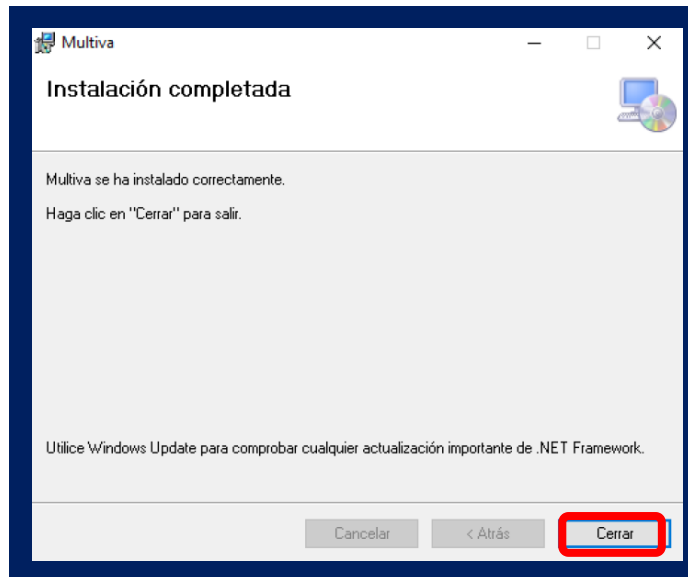 Multiva
Instalación completada
Multiva se ha instalado correctamente.
Haga clic en "Cerrar" para salir.
Utilice Windows Update para comprobar cualquier actualización importante de .NET Framework.
Cancelar
< Atrás
Cerrar